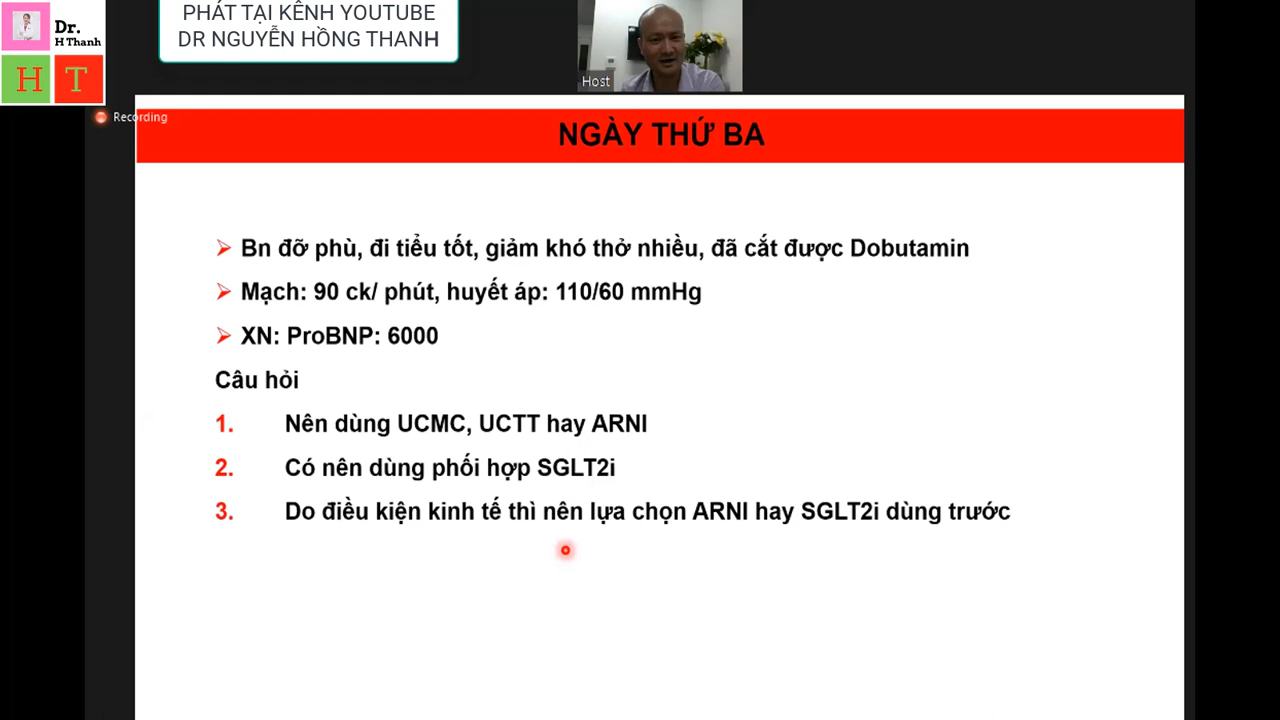 Dr.
H Thanh
H T
PHÁT TẠI KÊNH YOUTUBE
DR NGUYỄN HỒNG THANH
Host
Recording
NGÀY THỨ BA
Bn đỡ phù, đi tiểu tốt, giảm khó thở nhiều, đã cắt được Dobutamin
Mạch: 90 ck/ phút, huyết áp: 110/60 mmHg
XN: ProBNP: 6000
Câu hỏi
1. Nên dùng UCMC, UCTT hay ARNI
2. Có nên dùng phối hợp SGLT2i
3. Do điều kiện kinh tế thì nên lựa chọn ARNI hay SGLT2i dùng trước